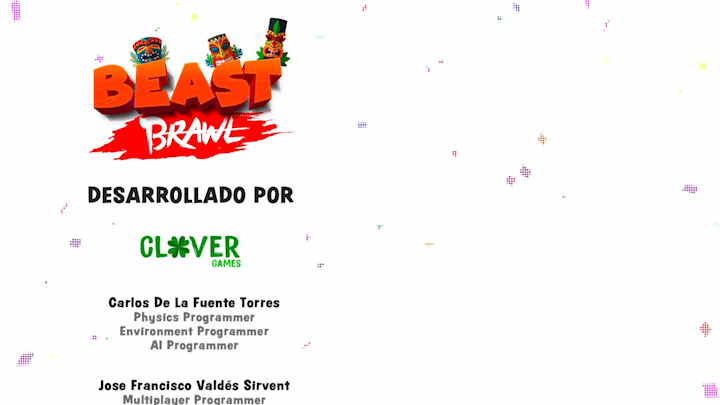 BEAST
BRAWL
DESARROLLADO POR
CLOVER
GAMES
Carlos De La Fuente Torres
Physics Programmer
Environment Programmer
AI Programmer
Jose Francisco Valdés Sirvent
Multiplayer Programmer